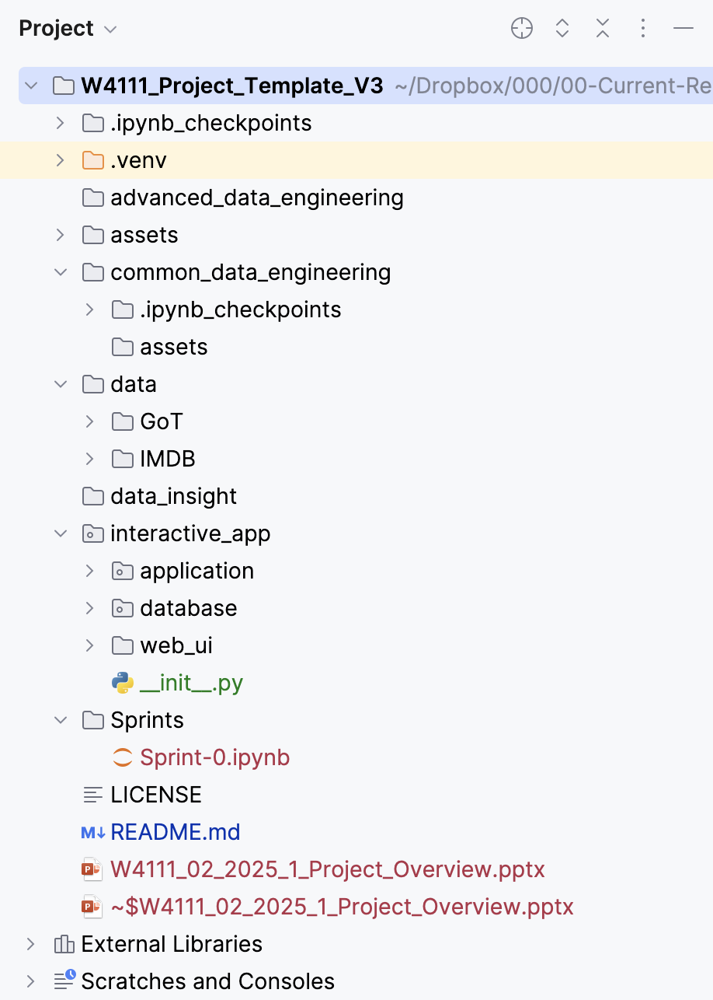 Project
W4111_Project_Template_V3 ~/Dropbox/000/00-Current-Re
.ipynb_checkpoints
.venv
advanced_data_engineering
assets
common_data_engineering
.ipynb_checkpoints
assets
data
GoT
IMDB
data_insight
interactive_app
application
database
web_ui
__init__.py
Sprints
Sprint-0.ipynb
LICENSE
M↓ README.md
P W4111_02_2025_1_Project_Overview.pptx
P ~$W4111_02_2025_1_Project_Overview.pptx
External Libraries
Scratches and Consoles